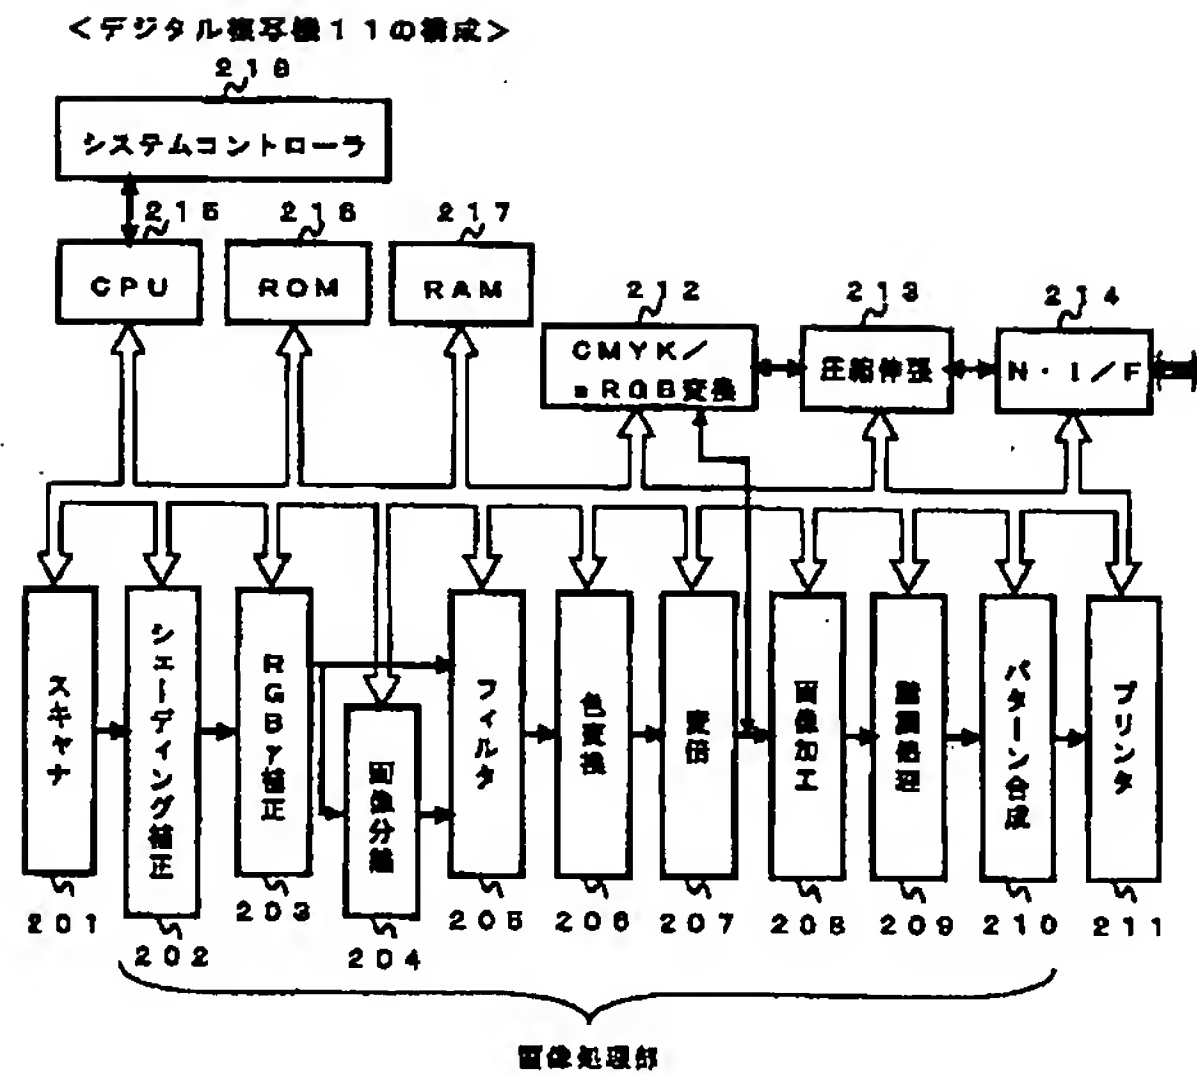 ＜デジタル複写機１１の構成＞
２１８
システムコントローラ
２１５
２１６
２１７
ＣＰＵ
ＲＯＭ
ＲＡＭ
２１２
２１３
２１４
ＣＭＹＫ／
ｓＲＧＢ変換
圧縮伸張
Ｎ・Ｉ／Ｆ
スキャナ
シェーディング補正
ＲＧＢγ補正
画像分離
フィルタ
色変換
変倍
画像加工
階調処理
パターン合成
プリンタ
２０１
２０２
２０３
２０４
２０５
２０６
２０７
２０８
２０９
２１０
２１１
画像処理部